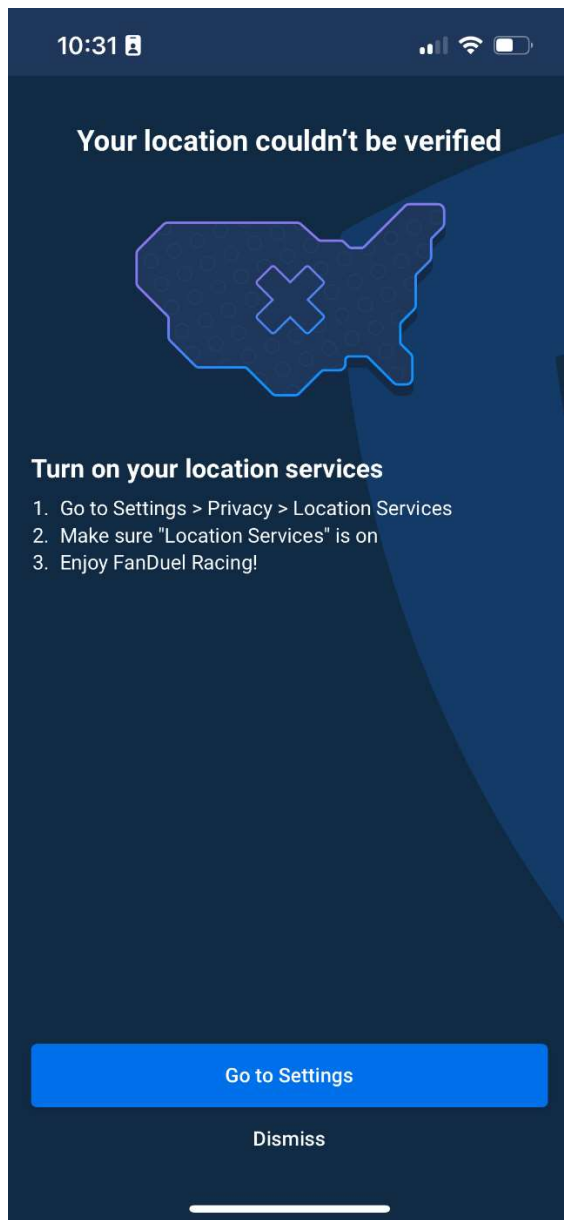 10:31
Your location couldn’t be verified
Turn on your location services
1. Go to Settings > Privacy > Location Services
2. Make sure "Location Services" is on
3. Enjoy FanDuel Racing!
Go to Settings
Dismiss